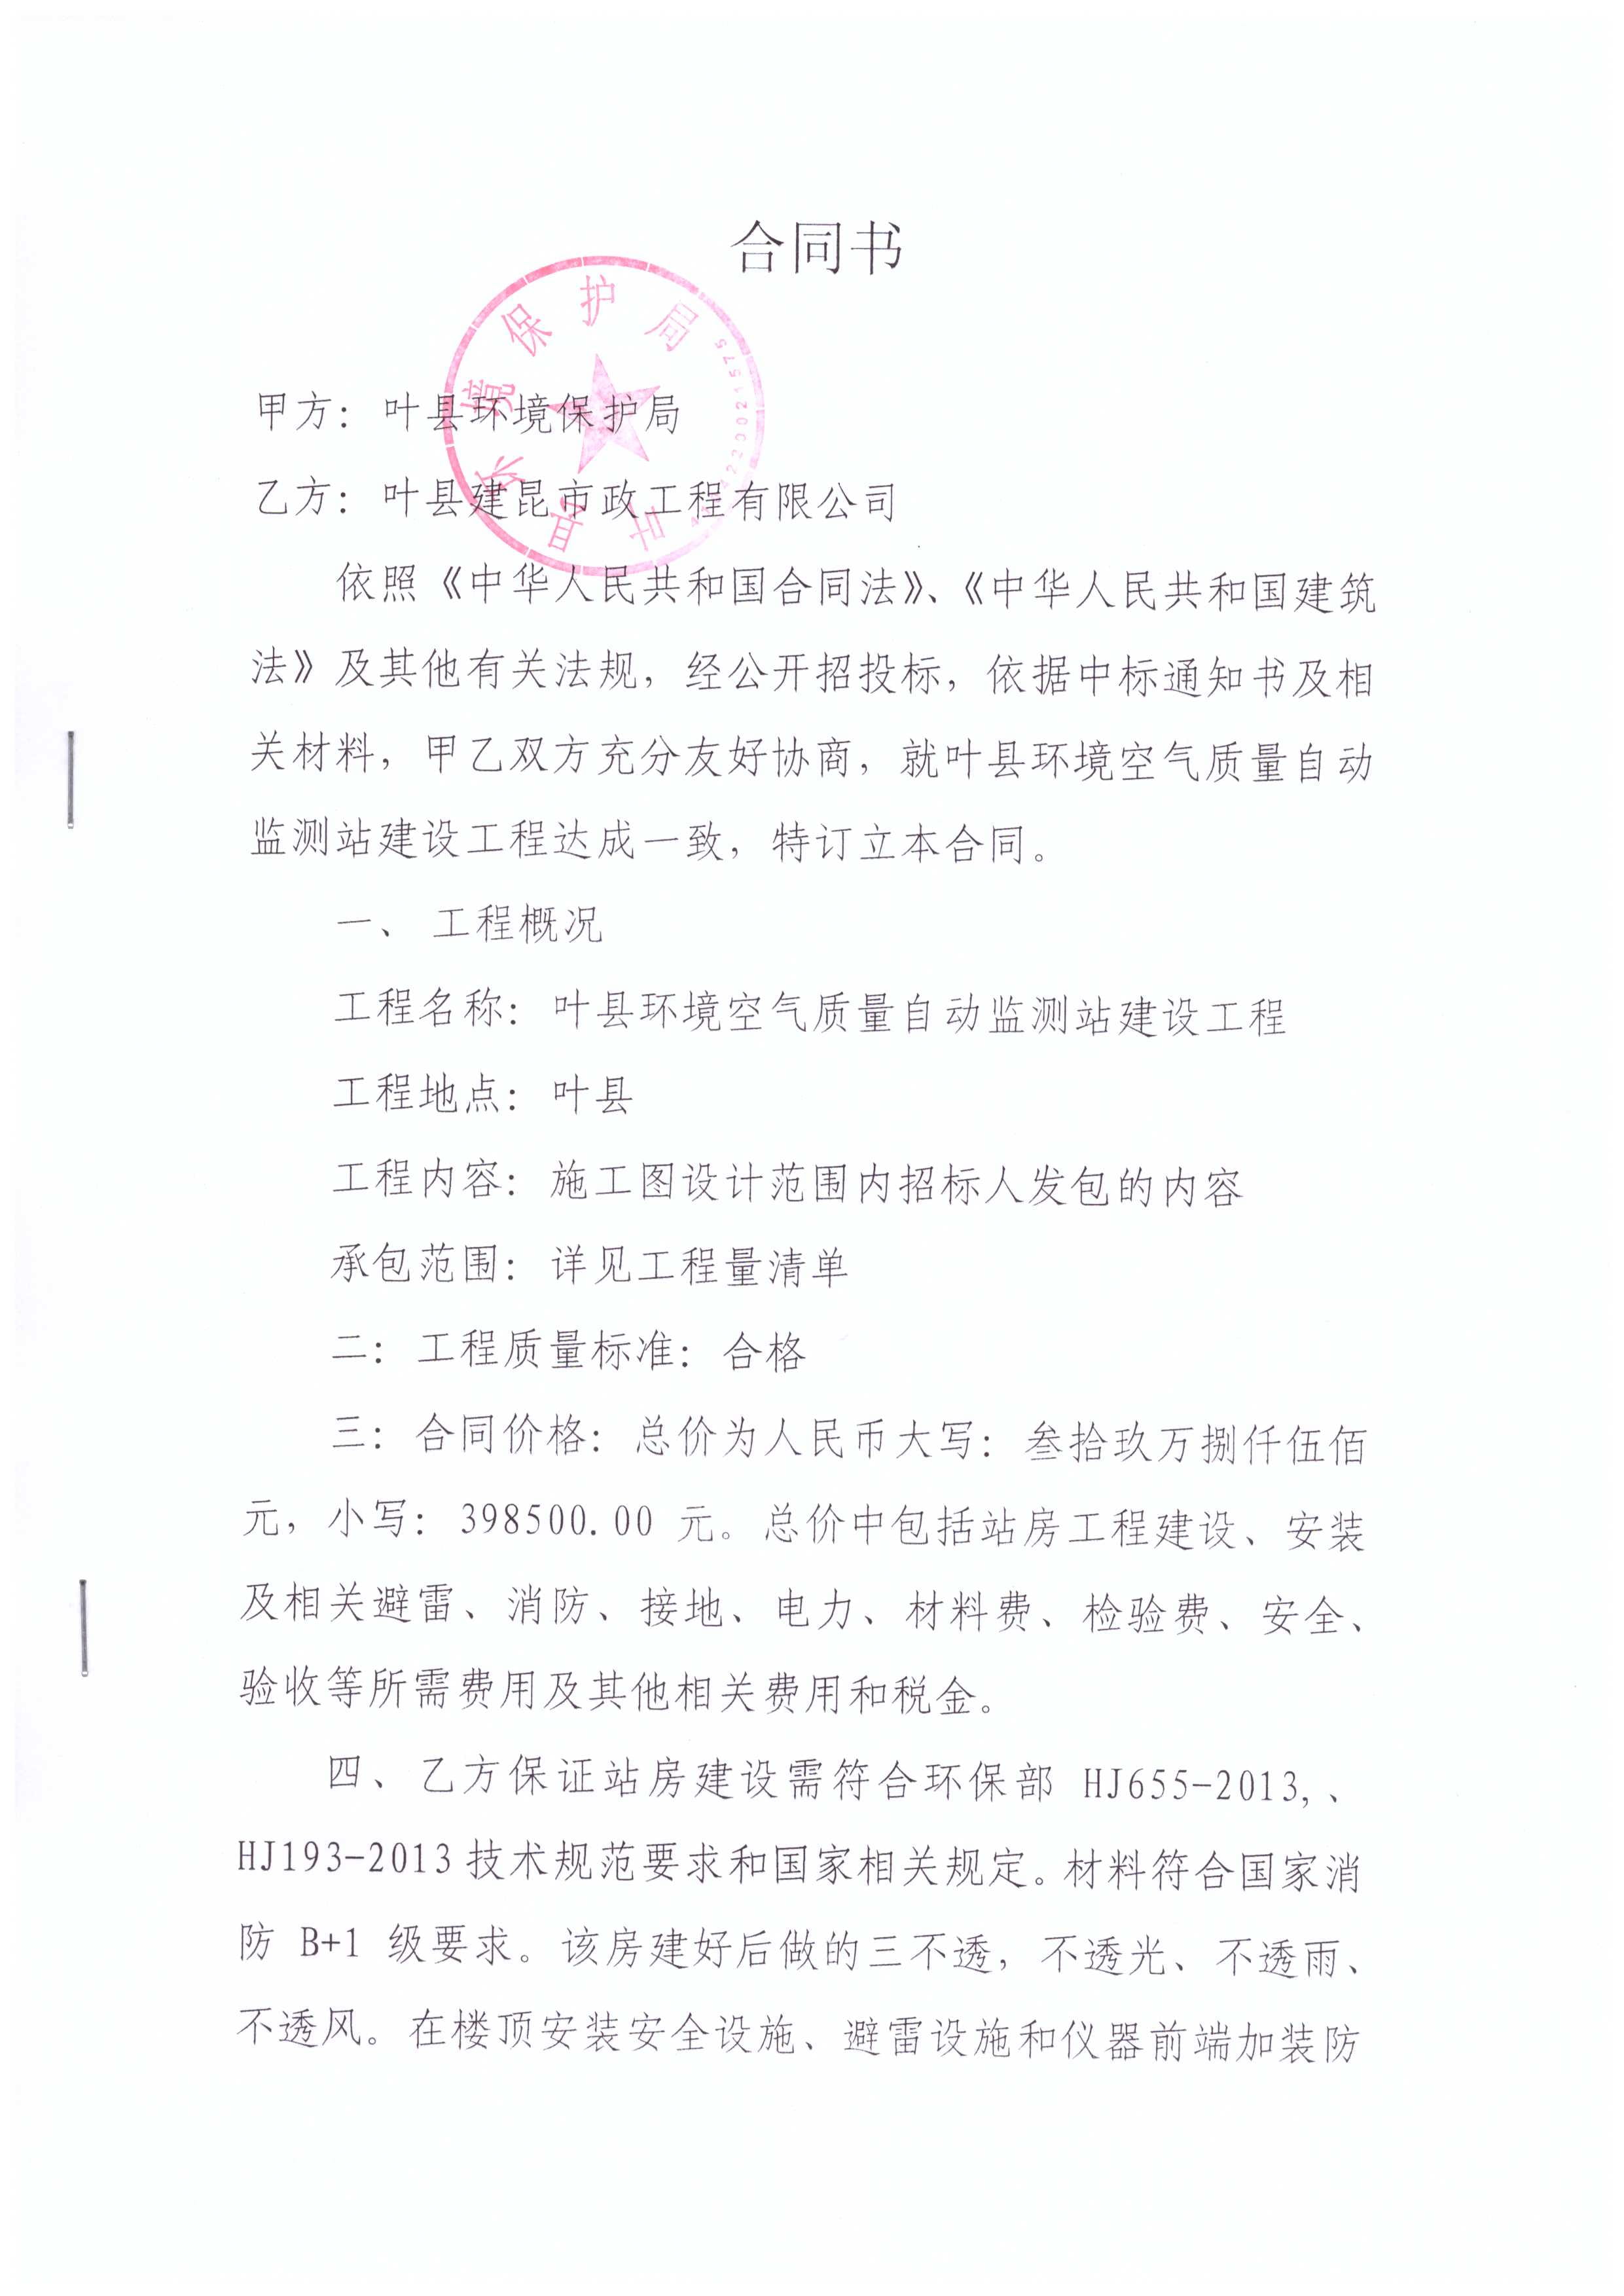 合同书
叶县环境保护局
甲方：叶县环境保护局
乙方：叶县建昆市政工程有限公司
依照《中华人民共和国合同法》、《中华人民共和国建筑
法》及其他有关法规，经公开招投标，依据中标通知书及相
关材料，甲乙双方充分友好协商，就叶县环境空气质量自动
监测站建设工程达成一致，特订立本合同。
一、 工程概况
工程名称：叶县环境空气质量自动监测站建设工程
工程地点：叶县
工程内容：施工图设计范围内招标人发包的内容
承包范围：详见工程量清单
二：工程质量标准：合格
三：合同价格：总价为人民币大写：叁拾玖万捌仟伍佰
元，小写：398500.00 元。总价中包括站房工程建设、安装
及相关避雷、消防、接地、电力、材料费、检验费、安全、
验收等所需费用及其他相关费用和税金。
四、乙方保证站房建设需符合环保部 HJ655-2013,、
HJ193-2013技术规范要求和国家相关规定。材料符合国家消
防 B+1 级要求。该房建好后做的三不透，不透光、不透雨、
不透风。在楼顶安装安全设施、避雷设施和仪器前端加装防